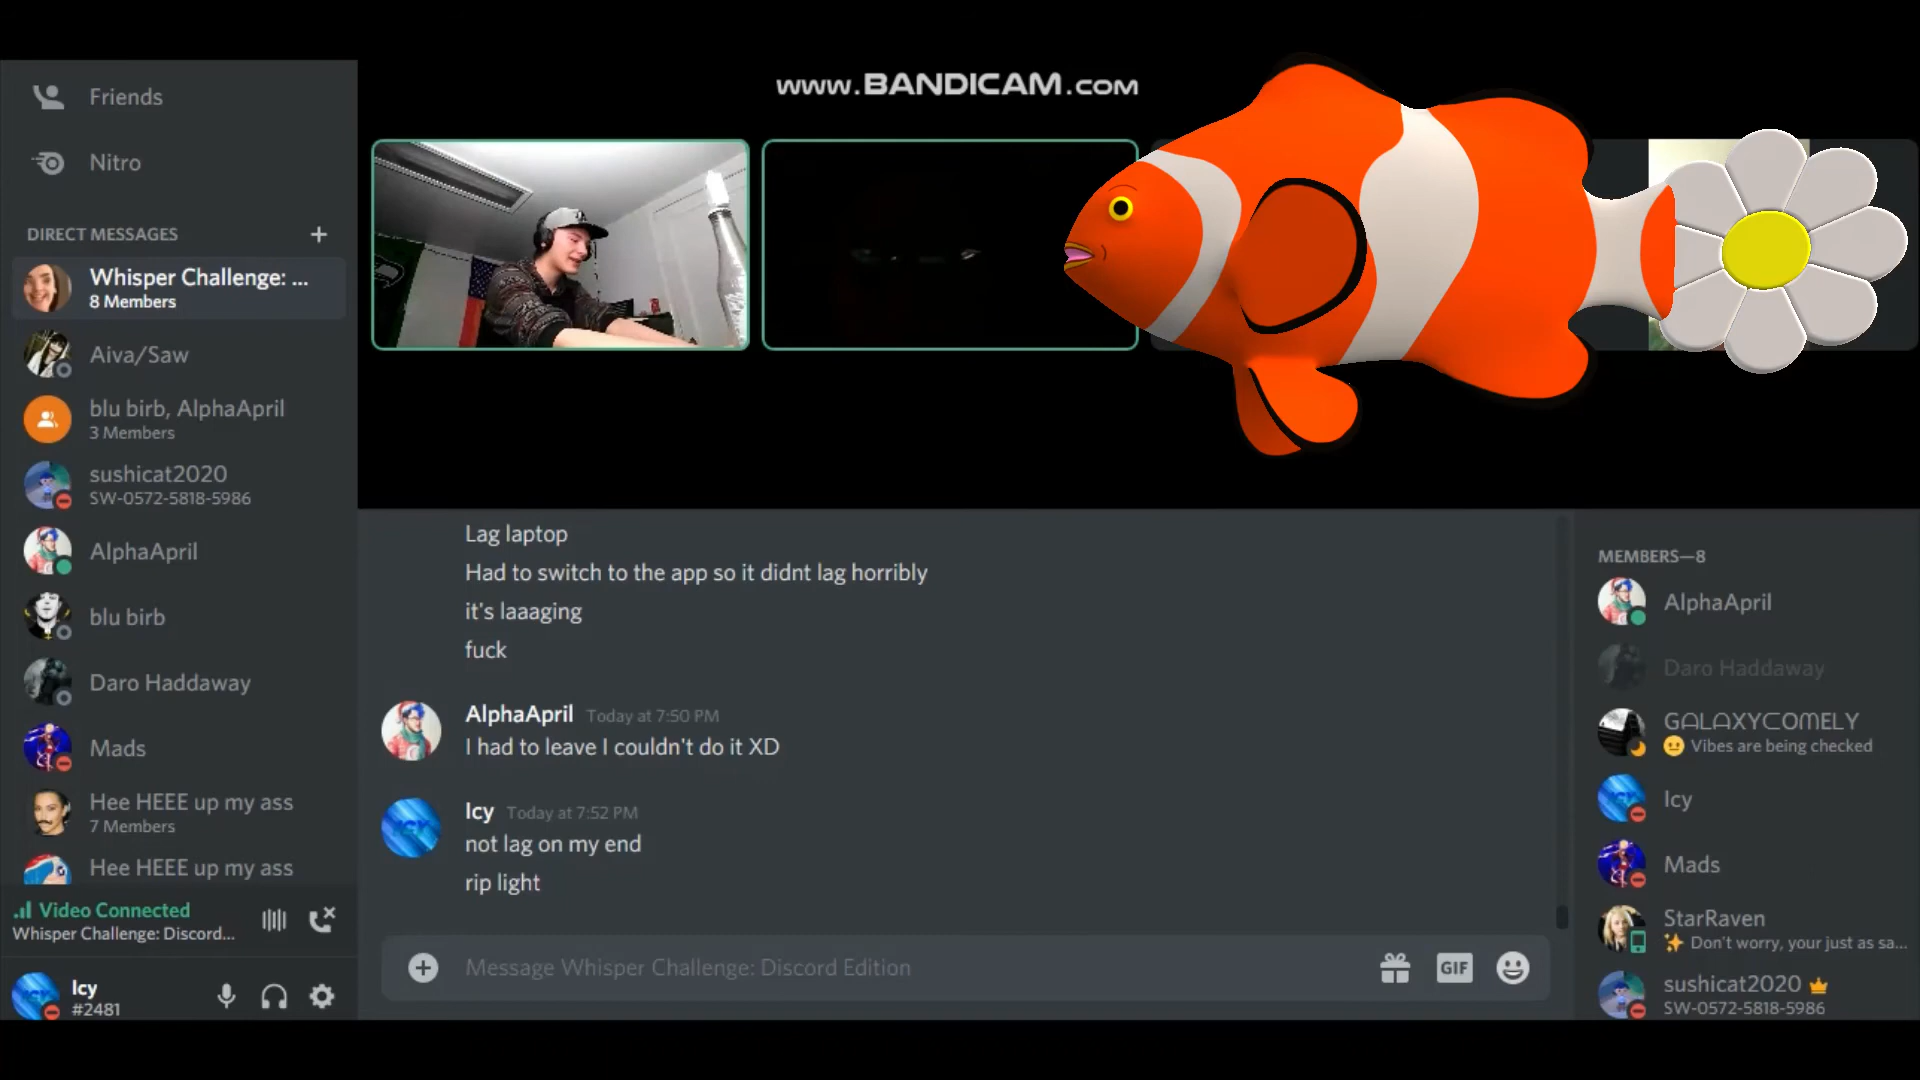 www.BANDICAM.com
Friends
Nitro
DIRECT MESSAGES
Whisper Challenge: ...
8 Members
Aiva/Saw
blu birb, AlphaApril
3 Members
sushicat2020
SW-0572-5818-5986
AlphaApril
blu birb
Daro Haddaway
Mads
Hee HEEE up my ass
7 Members
Hee HEEE up my ass
Video Connected
Whisper Challenge: Discord...
Icy
#2481
Lag laptop
Had to switch to the app so it didnt lag horribly
it's laaaging
fuck
AlphaApril Today at 7:50 PM
I had to leave I couldn't do it XD
Icy Today at 7:52 PM
not lag on my end
rip light
Message Whisper Challenge: Discord Edition
GIF
MEMBERS—8
AlphaApril
Daro Haddaway
GALAXYCOMELY
Vibes are being checked
Icy
Mads
StarRaven
Don't worry, your just as sa...
sushicat2020
SW-0572-5818-5986